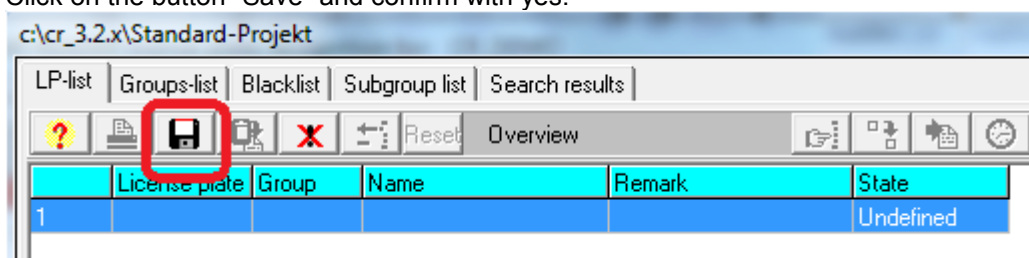 Click on the button "Save" and confirm with yes.
c:\cr_3.2.x\Standard-Projekt
LP-list Groups-list Blacklist Subgroup list Search results
? Reset Overview
License plate Group Name Remark State
1 Undefined